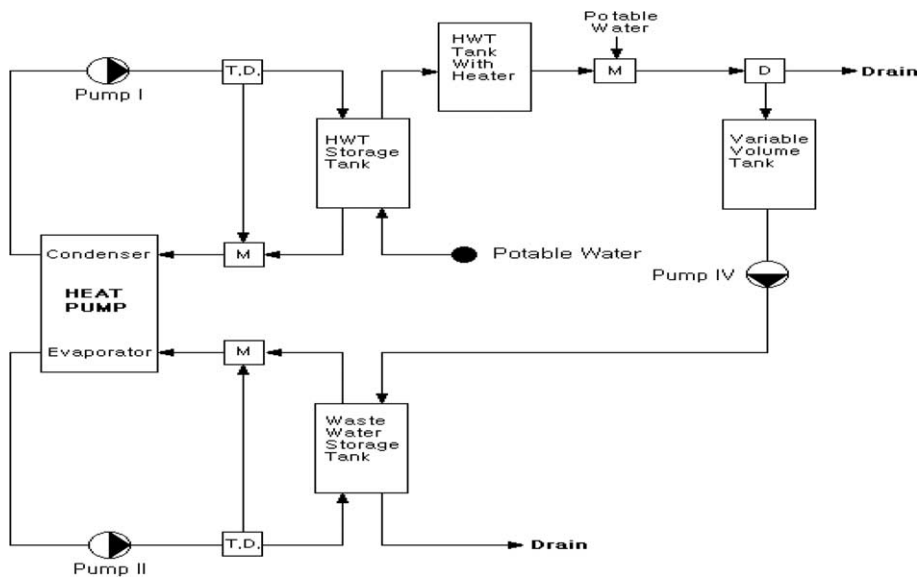 Potable
Water
HWT
Tank
With
Heater
T.D.
M
D
Drain
Pump I
HWT
Storage
Tank
Variable
Volume
Tank
Condenser
M
Potable Water
Pump IV
HEAT
PUMP
Evaporator
M
Waste
Water
Storage
Tank
T.D.
Drain
Pump II